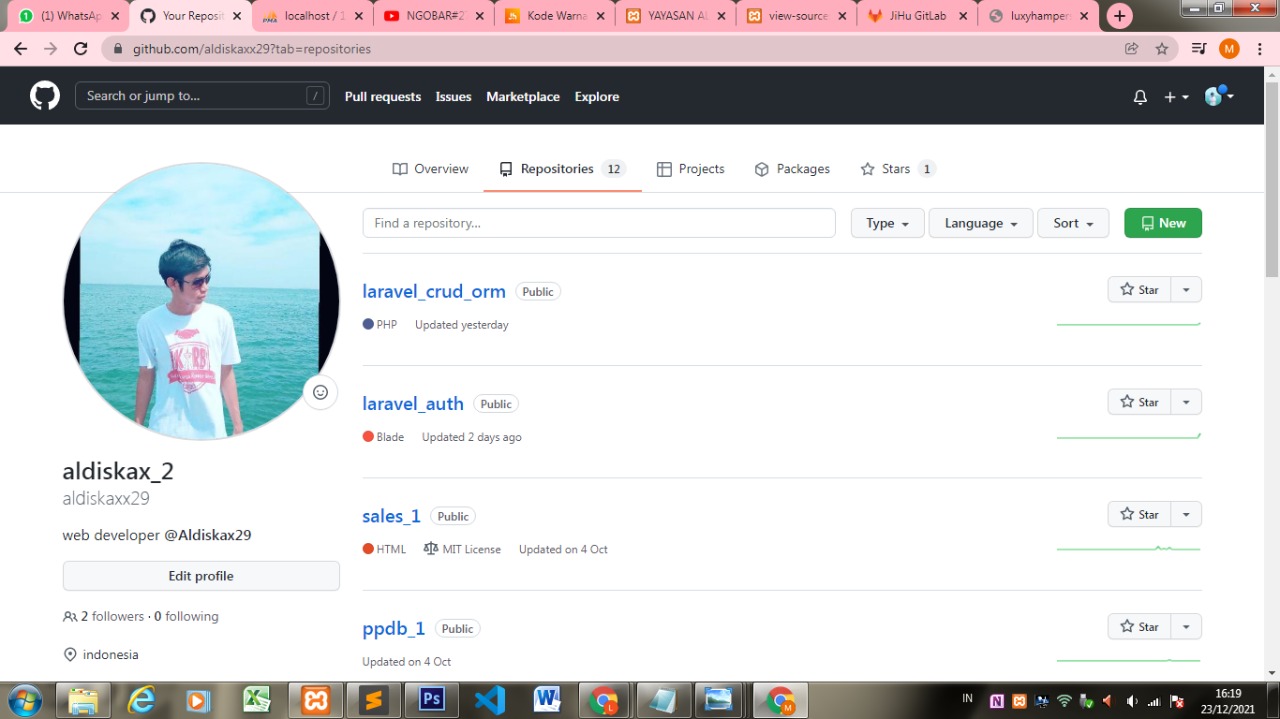 (1) WhatsA
Your Reposi
localhost / 1
NGOBAR#2
Kode Warna
YAYASAN AL
view-source
JiHu GitLab
luxyhamper
github.com/aldiskaxx29?tab=repositories
M
Search or jump to...
/
Pull requests
Issues
Marketplace
Explore
Overview
Repositories 12
Projects
Packages
Stars 1
Find a repository...
Type
Language
Sort
New
laravel_crud_orm Public
Star
PHP Updated yesterday
laravel_auth Public
Star
Blade Updated 2 days ago
sales_1 Public
Star
HTML MIT License Updated on 4 Oct
ppdb_1 Public
Star
Updated on 4 Oct
aldiskax_2
aldiskaxx29
web developer @Aldiskax29
Edit profile
2 followers · 0 following
indonesia
Ps
L
M
IN
16:19
23/12/2021